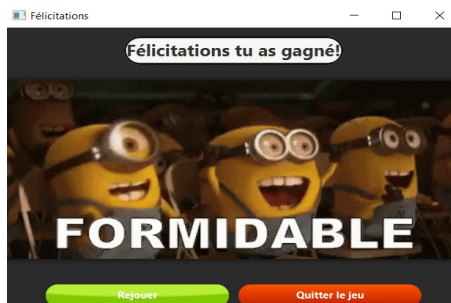 Félicitations
Félicitations tu as gagné!
FORMIDABLE
Rejouer
Quitter le jeu